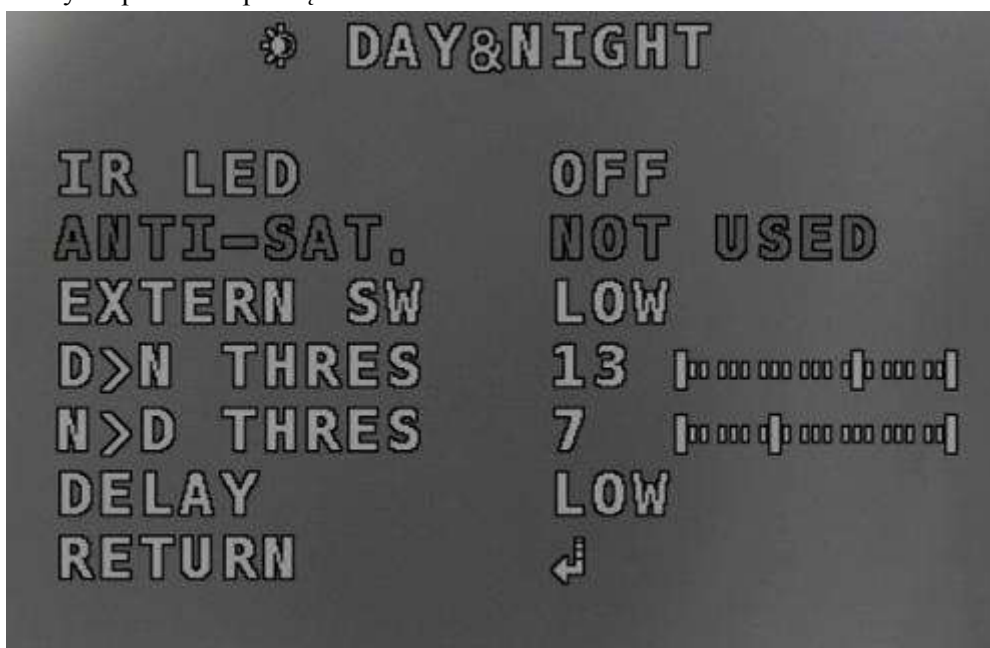 DAY&NIGHT
IR LED OFF
ANTI-SAT. NOT USED
EXTERN SW LOW
D>N THRES 13
N>D THRES 7
DELAY LOW
RETURN